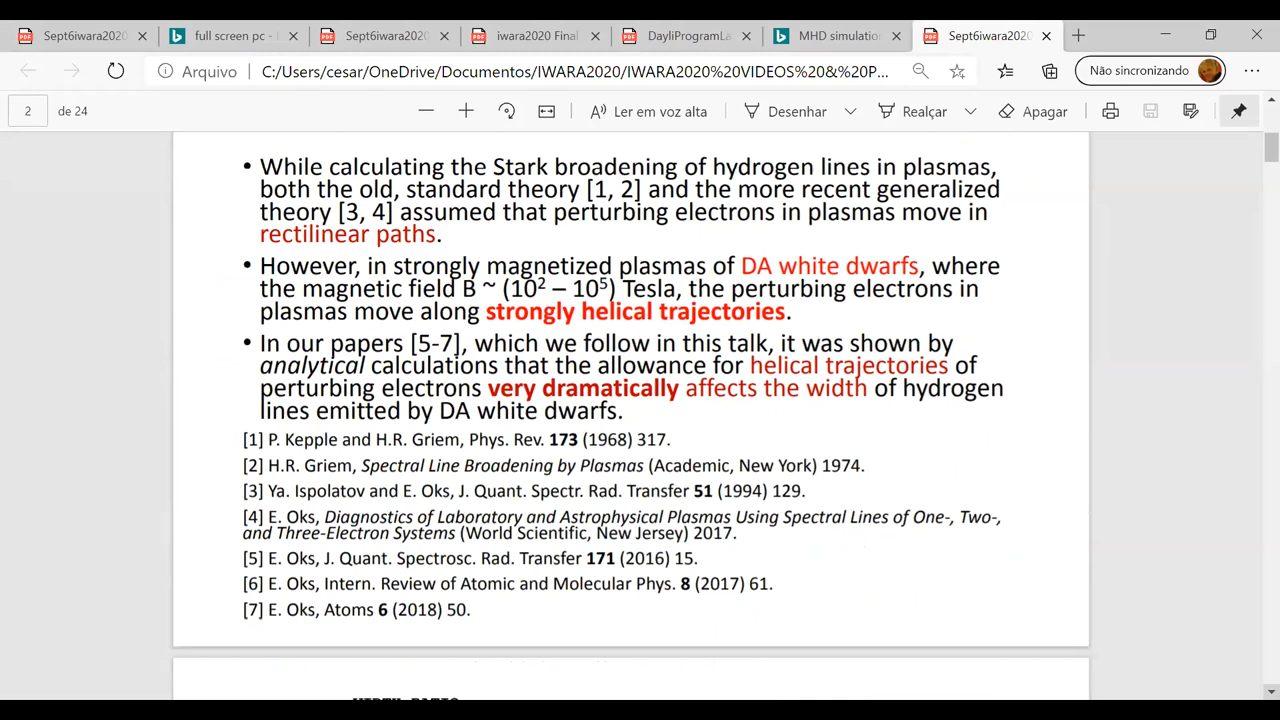 Sept6iwara2020
full screen pc - l
Sept6iwara2020
iwara2020 Final
DayliProgramLa
MHD simulatio
Sept6iwara2020
Arquivo
C:/Users/cesar/OneDrive/Documentos/IWARA2020/IWARA2020%20VIDEOS%20&%20P...
Não sincronizando
2 de 24
Ler em voz alta
Desenhar
Realçar
Apagar
• While calculating the Stark broadening of hydrogen lines in plasmas,
both the old, standard theory [1, 2] and the more recent generalized
theory [3, 4] assumed that perturbing electrons in plasmas move in
rectilinear paths.
• However, in strongly magnetized plasmas of DA white dwarfs, where
the magnetic field B ~ (10² – 10⁵) Tesla, the perturbing electrons in
plasmas move along strongly helical trajectories.
• In our papers [5-7], which we follow in this talk, it was shown by
analytical calculations that the allowance for helical trajectories of
perturbing electrons very dramatically affects the width of hydrogen
lines emitted by DA white dwarfs.
[1] P. Kepple and H.R. Griem, Phys. Rev. 173 (1968) 317.
[2] H.R. Griem, Spectral Line Broadening by Plasmas (Academic, New York) 1974.
[3] Ya. Ispolatov and E. Oks, J. Quant. Spectr. Rad. Transfer 51 (1994) 129.
[4] E. Oks, Diagnostics of Laboratory and Astrophysical Plasmas Using Spectral Lines of One-, Two-,
and Three-Electron Systems (World Scientific, New Jersey) 2017.
[5] E. Oks, J. Quant. Spectrosc. Rad. Transfer 171 (2016) 15.
[6] E. Oks, Intern. Review of Atomic and Molecular Phys. 8 (2017) 61.
[7] E. Oks, Atoms 6 (2018) 50.